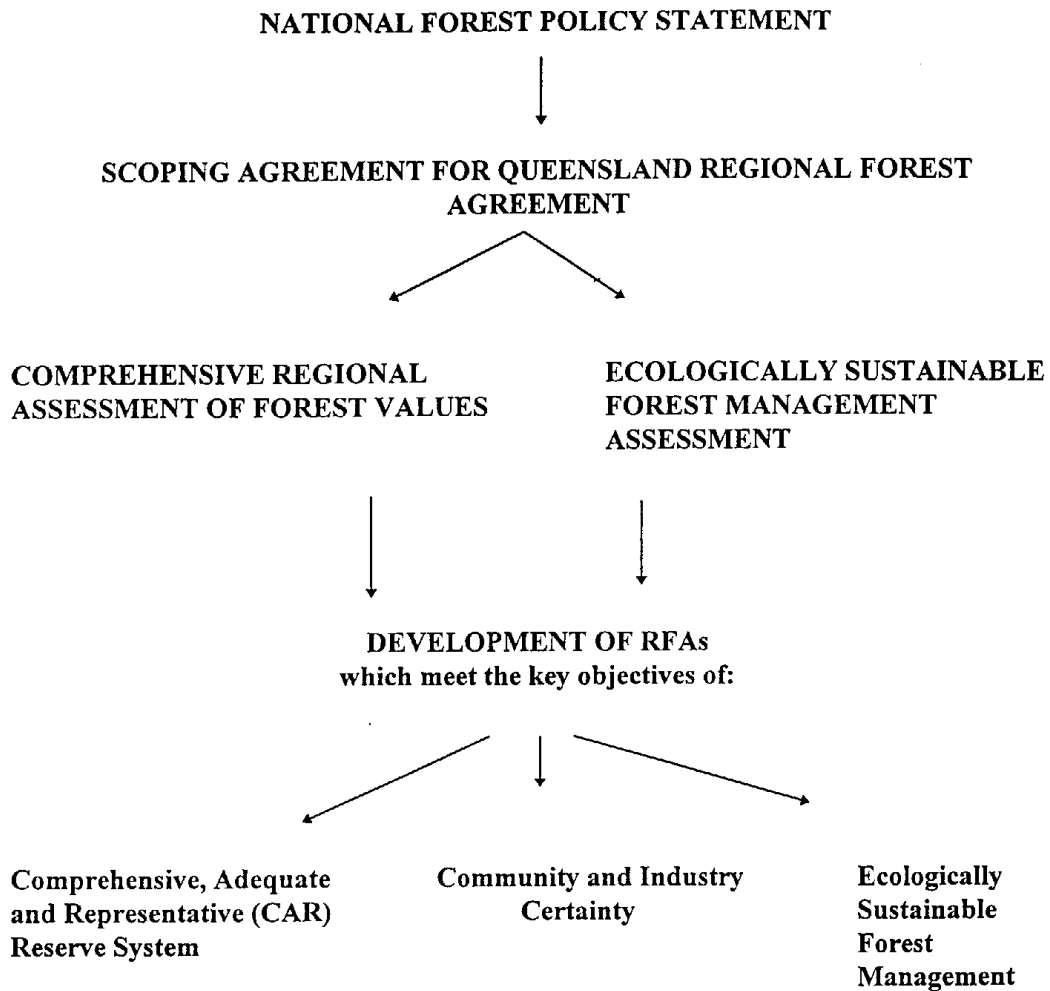 NATIONAL FOREST POLICY STATEMENT
SCOPING AGREEMENT FOR QUEENSLAND REGIONAL FOREST
AGREEMENT
COMPREHENSIVE REGIONAL
ASSESSMENT OF FOREST VALUES
ECOLOGICALLY SUSTAINABLE
FOREST MANAGEMENT
ASSESSMENT
DEVELOPMENT OF RFAs
which meet the key objectives of:
Comprehensive, Adequate
and Representative (CAR)
Reserve System
Community and Industry
Certainty
Ecologically
Sustainable
Forest
Management